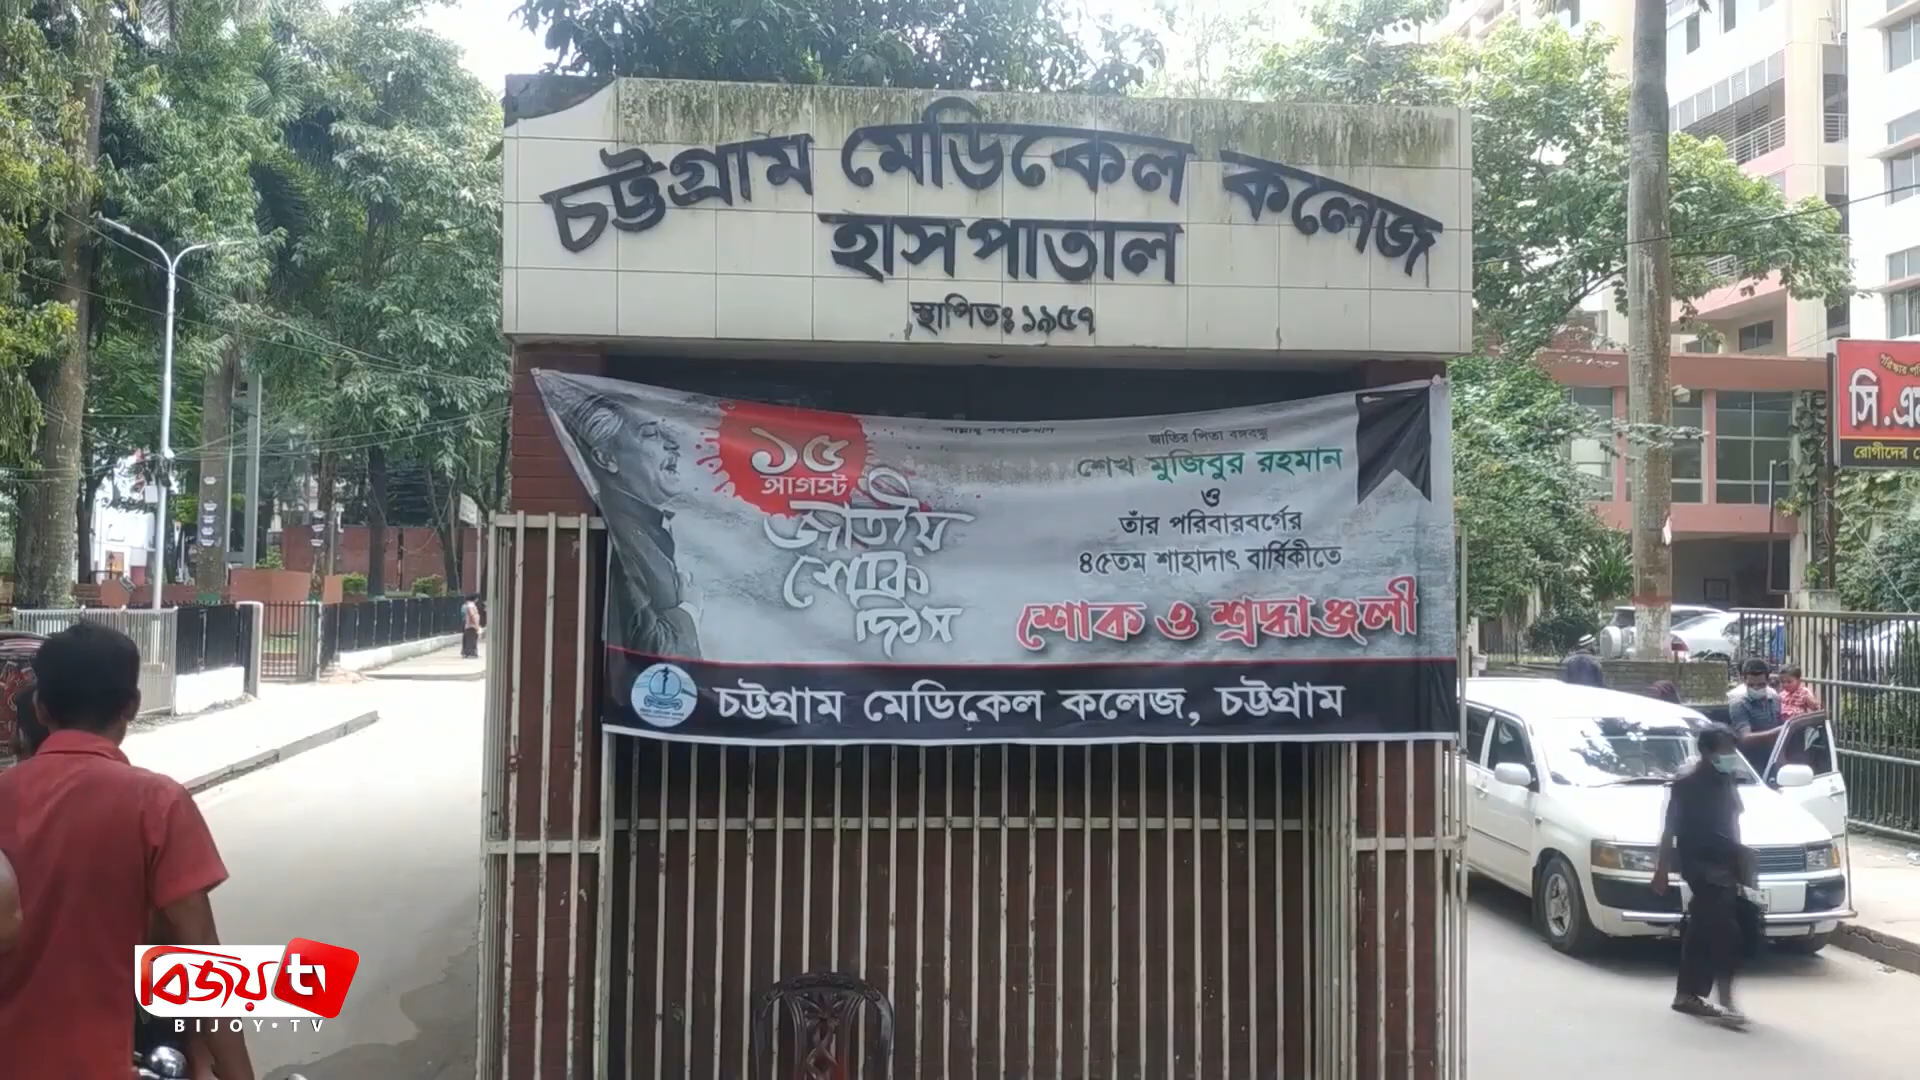 চট্টগ্রাম মেডিকেল কলেজ
হাসপাতাল
স্থাপিতঃ ১৯৫৭
১৫
আগস্ট
জাতীয়
শোক
দিবস
জাতির পিতা বঙ্গবন্ধু
শেখ মুজিবুর রহমান
ও
তাঁর পরিবারবর্গের
৪৫তম শাহাদাৎ বার্ষিকীতে
শোক ও শ্রদ্ধাঞ্জলী
চট্টগ্রাম মেডিকেল কলেজ, চট্টগ্রাম
রোগীদের
বিজয় tv
BIJOY•TV